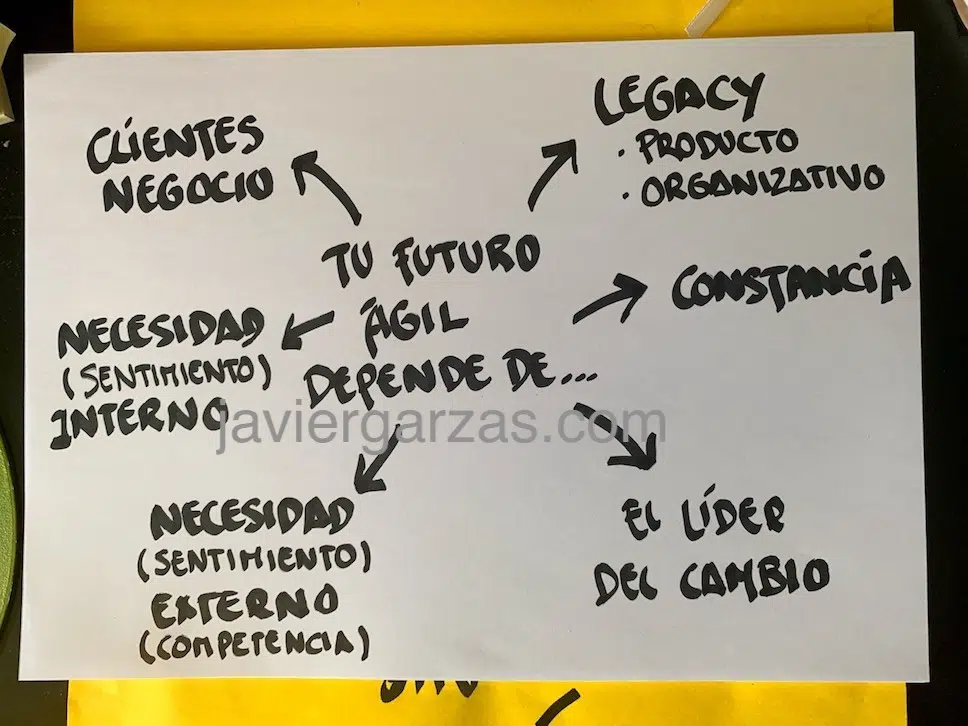 CLIENTES
NEGOCIO
LEGACY
· PRODUCTO
· ORGANIZATIVO
TU FUTURO
ÁGIL
DEPENDE DE...
CONSTANCIA
NECESIDAD
(SENTIMIENTO)
INTERNO
javiergarzas.com
NECESIDAD
(SENTIMIENTO)
EXTERNO
(COMPETENCIA)
EL LÍDER
DEL CAMBIO